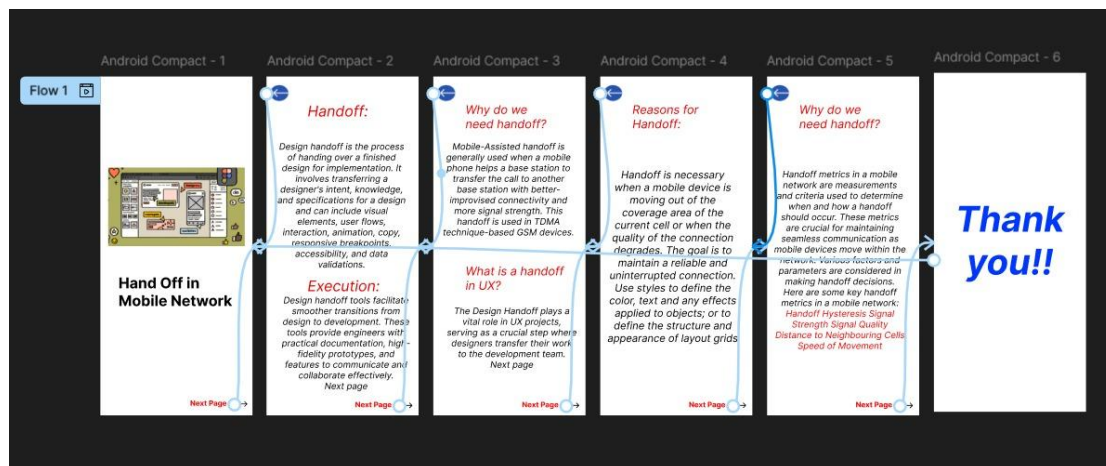 Flow 1
Android Compact - 1
Hand Off in
Mobile Network
Next Page
Android Compact - 2
Handoff:
Design handoff is the process
of handing over a finished
design for implementation. It
involves transferring a
designer's intent, knowledge,
and specifications for a design
and can include visual
elements, user flows,
interaction, animation, copy,
responsive breakpoints,
accessibility, and data
validations.
Execution:
Design handoff tools facilitate
smoother transitions from
design to development. These
tools provide engineers with
practical documentation, high-
fidelity prototypes, and
features to communicate and
collaborate effectively.
Next page
Next Page
Android Compact - 3
Why do we
need handoff?
Mobile-Assisted handoff is
generally used when a mobile
phone helps a base station to
transfer the call to another
base station with better-
improvised connectivity and
more signal strength. This
handoff is used in TDMA
technique-based GSM devices.
What is a handoff
in UX?
The Design Handoff plays a
vital role in UX projects,
serving as a crucial step where
designers transfer their work
to the development team.
Next page
Next Page
Android Compact - 4
Reasons for
Handoff:
Handoff is necessary
when a mobile device is
moving out of the
coverage area of the
current cell or when the
quality of the connection
degrades. The goal is to
maintain a reliable and
uninterrupted connection.
Use styles to define the
color, text and any effects
applied to objects; or to
define the structure and
appearance of layout grids
Next Page
Android Compact - 5
Why do we
need handoff?
Handoff metrics in a mobile
network are measurements
and criteria used to determine
when and how a handoff
should occur. These metrics
are crucial for maintaining
seamless communication as
mobile devices move within the
network. Various factors and
parameters are considered in
making handoff decisions.
Here are some key handoff
metrics in a mobile network:
Handoff Hysteresis Signal
Strength Signal Quality
Distance to Neighbouring Cells
Speed of Movement
Next Page
Android Compact - 6
Thank
you!!